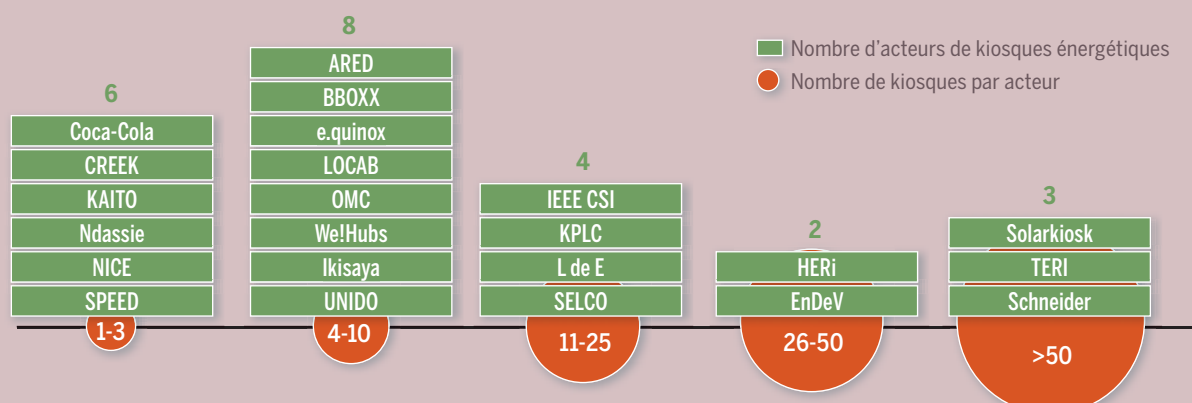 Nombre d'acteurs de kiosques énergétiques
Nombre de kiosques par acteur
6
Coca-Cola
CREEK
KAITO
Ndassie
NICE
SPEED
1-3
8
ARED
BBOXX
e.quinox
LOCAB
OMC
We!Hubs
Ikisaya
UNIDO
4-10
4
IEEE CSI
KPLC
L de E
SELCO
11-25
2
HERi
EnDeV
26-50
3
Solarkiosk
TERI
Schneider
>50